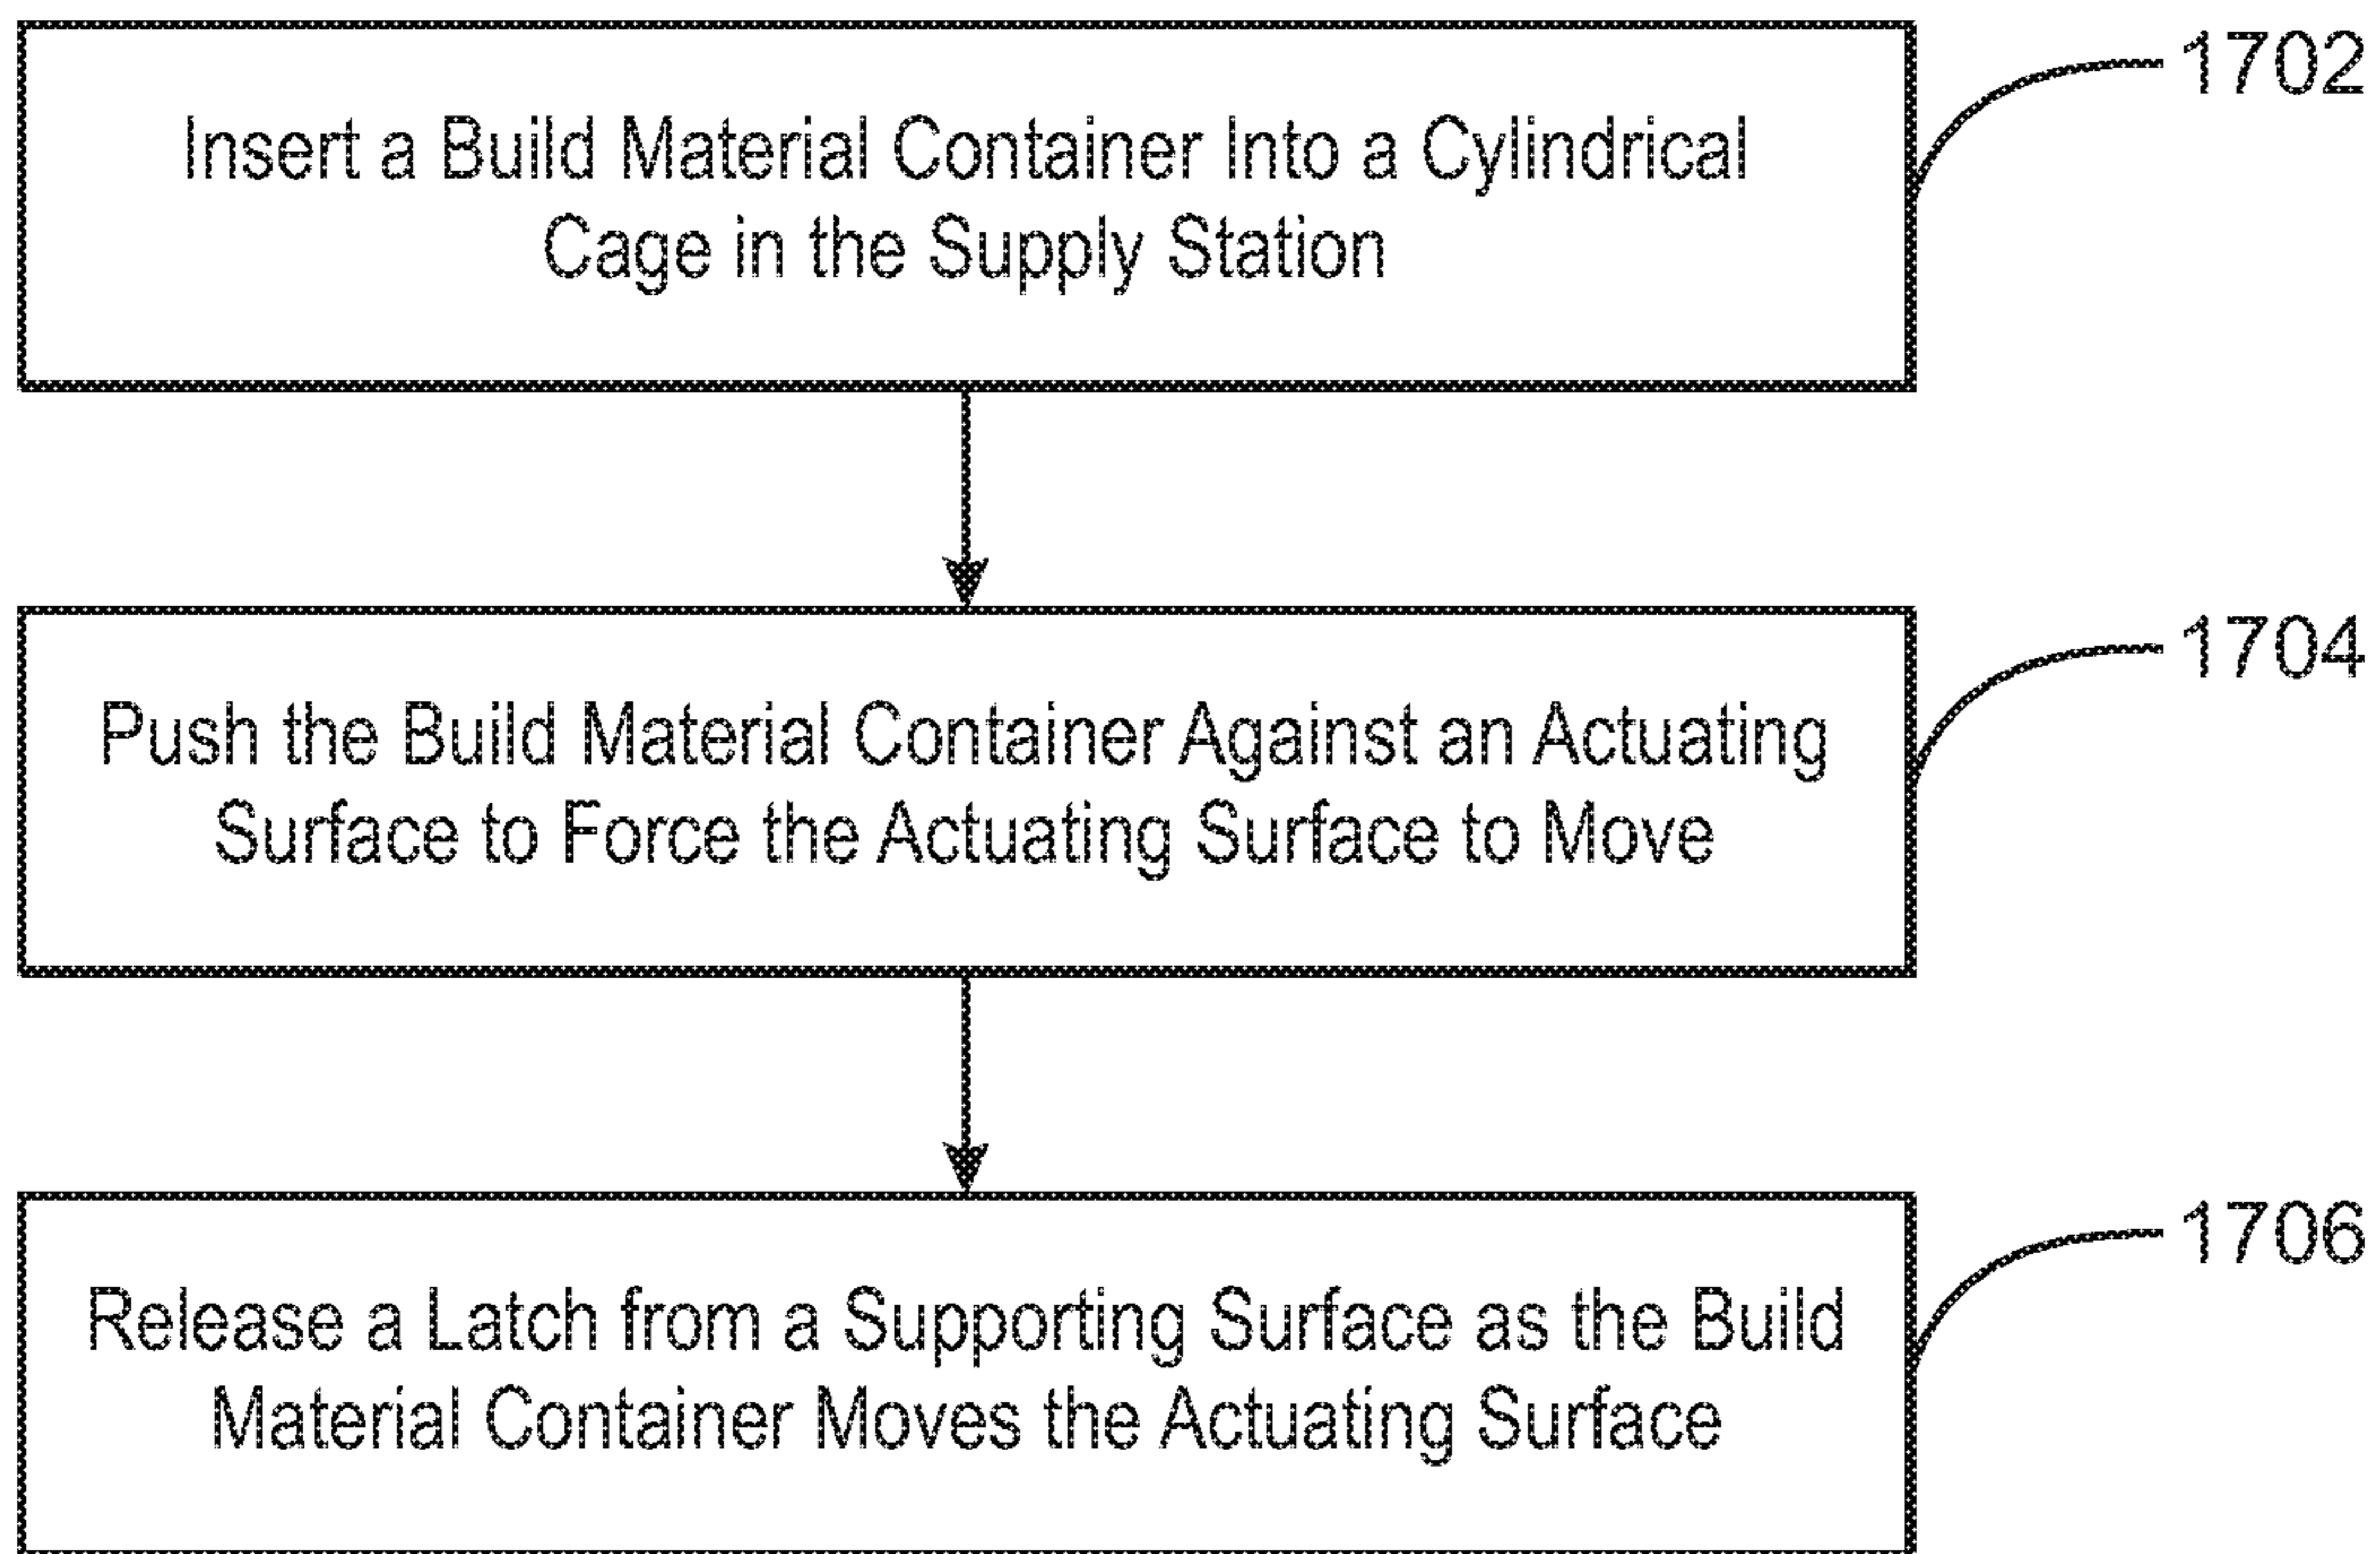 Insert a Build Material Container Into a Cylindrical
Cage in the Supply Station
1702
Push the Build Material Container Against an Actuating
Surface to Force the Actuating Surface to Move
1704
Release a Latch from a Supporting Surface as the Build
Material Container Moves the Actuating Surface
1706